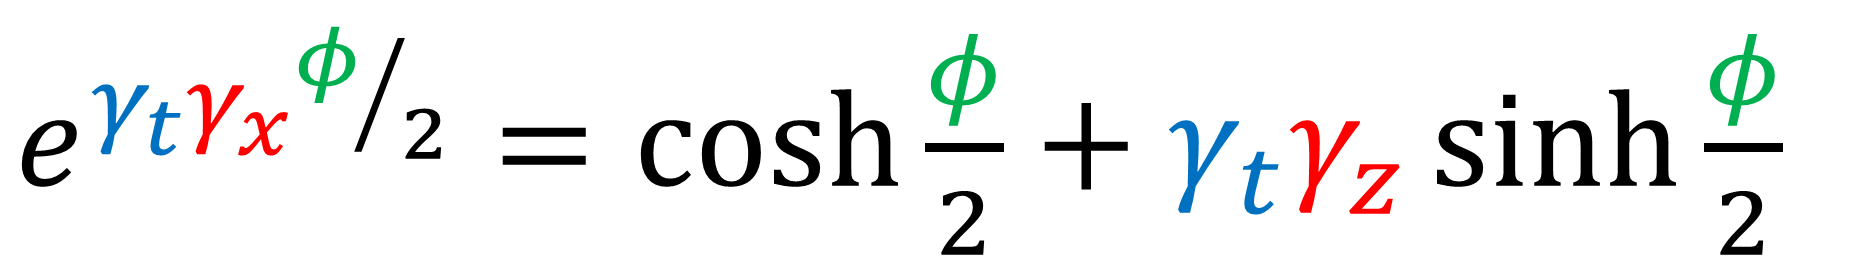 e^{γ_t γ_x ϕ/2} = cosh ϕ/2 + γ_t γ_z sinh ϕ/2